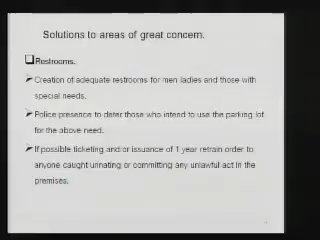 Solutions to areas of great concern.
Restrooms.
Creation of adequate restrooms for men ladies and those with
special needs.
Police presence to deter those who intend to use the parking lot
for the above need.
If possible ticketing and/or issuance of 1 year retrain order to
anyone caught urinating or committing any unlawful act in the
premises.